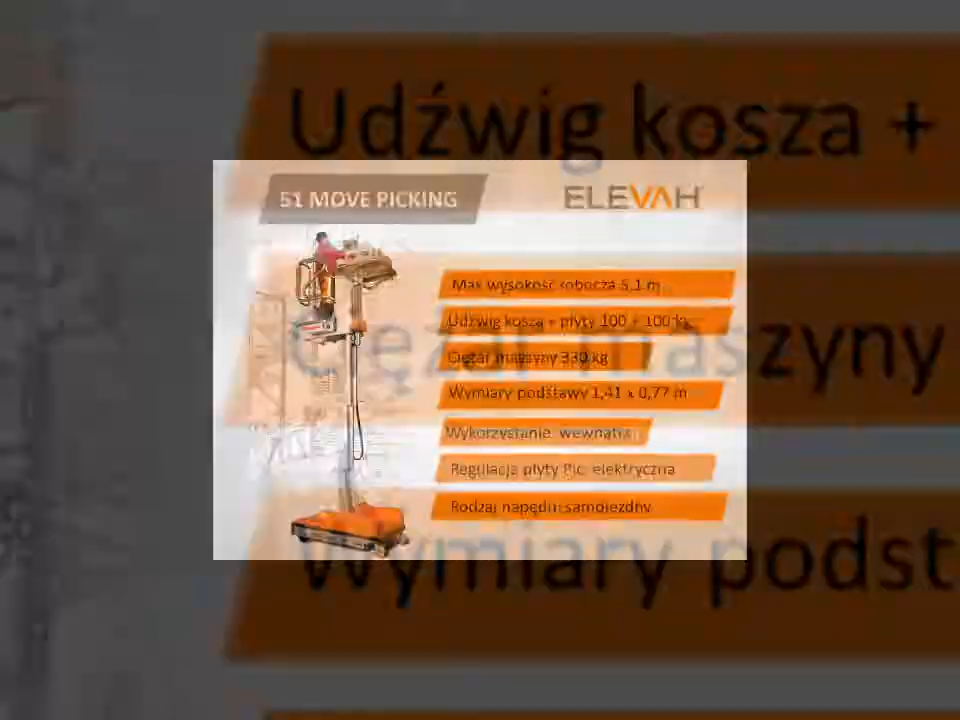 Udźwig kosza +
51 MOVE PICKING
ELEVAH
Max wysokość robocza 5,1 m
Udźwig kosza + płyty 100 + 100 kg
Ciężar maszyny 330 kg
Wymiary podstawy 1,41 x 0,77 m
Wykorzystanie: wewnątrz
Regulacja płyty Pic. elektryczna
Rodzaj napędu: samojezdny
Ciężar maszyny
Wymiary podst